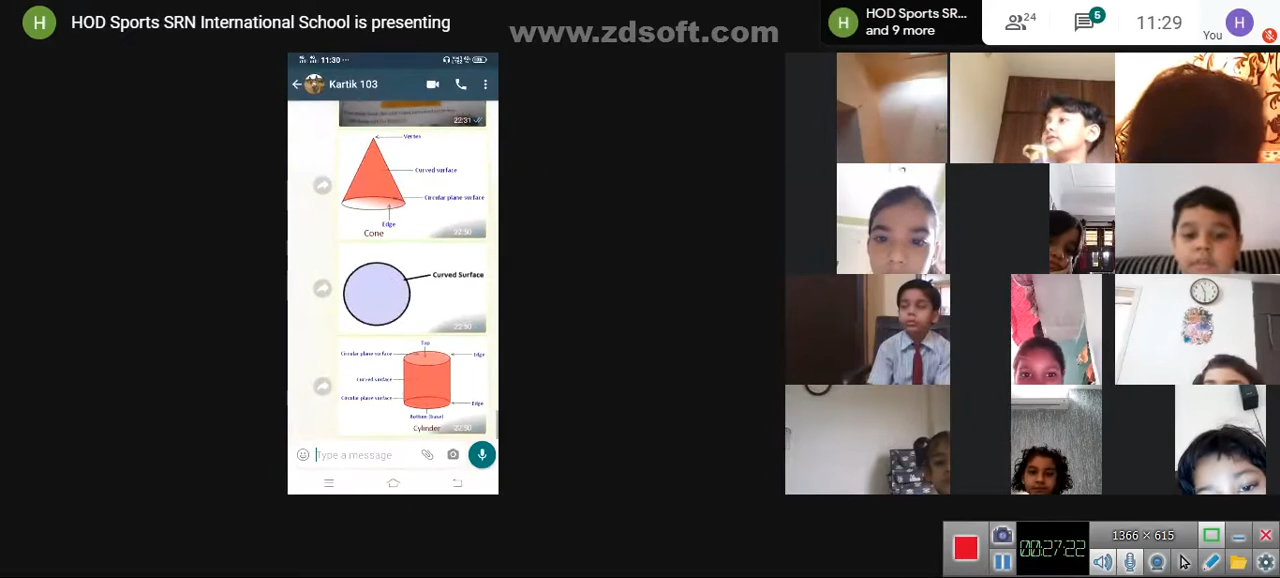 H HOD Sports SRN International School is presenting
www.zdsoft.com
H HOD Sports SR...
and 9 more
24
5
11:29
H
You
11:30
Kartik 103
22:31
Vertex
Curved surface
Circular plane surface
Edge
Cone
22:50
Curved Surface
22:50
Top
Circular plane surface
Edge
Curved surface
Circular plane surface
Edge
Bottom (base)
Cylinder
22:50
Type a message
1366 × 615
00:27:22